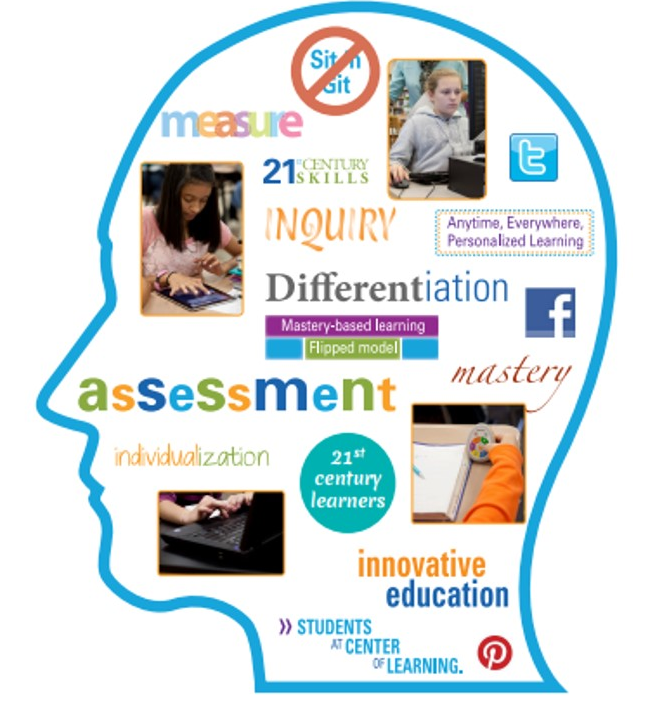 Sit n
Git
measure
21st CENTURY
SKILLS
INQUIRY
Anytime, Everywhere,
Personalized Learning
Differentiation
Mastery-based learning
Flipped model
mastery
assessment
individualization
21st
century
learners
innovative
education
» STUDENTS
AT CENTER
OF LEARNING.